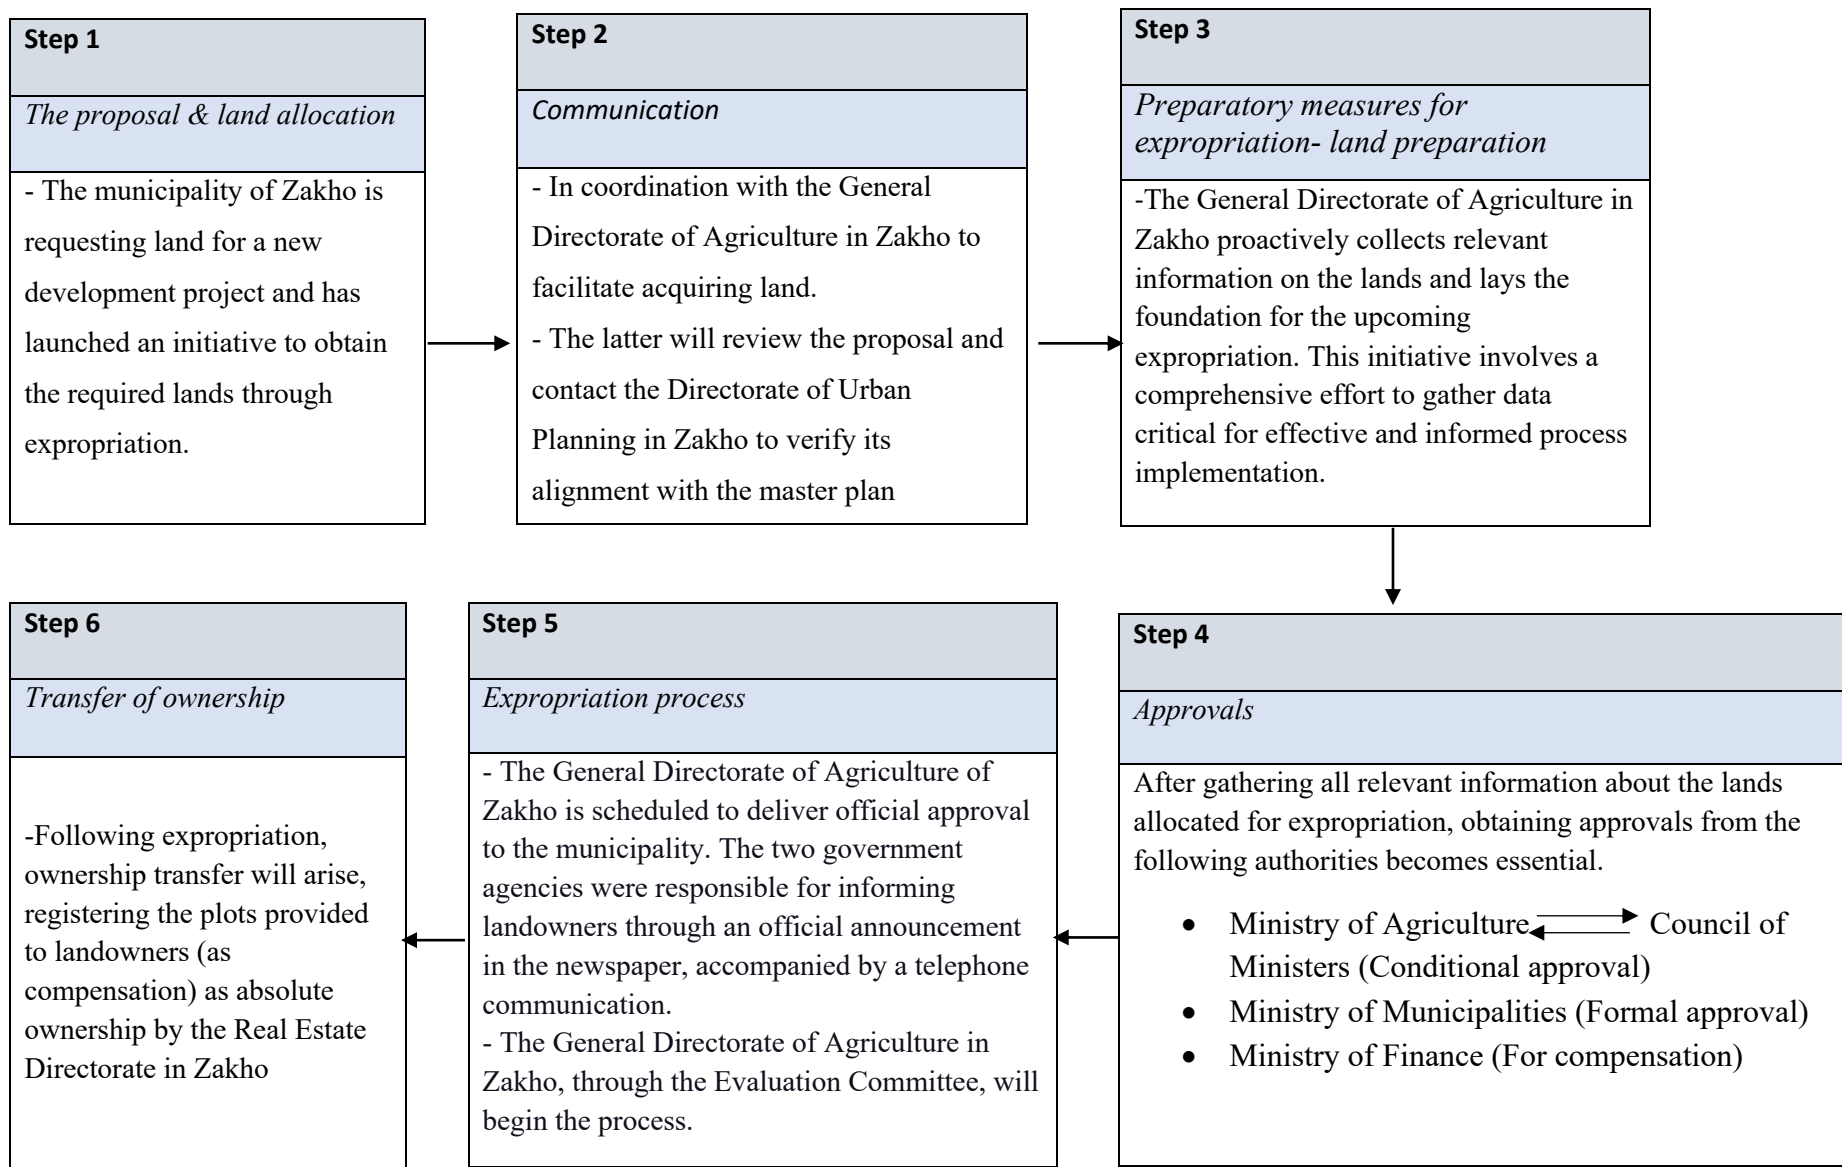 Step 1
The proposal & land allocation
- The municipality of Zakho is
requesting land for a new
development project and has
launched an initiative to obtain
the required lands through
expropriation.
Step 2
Communication
- In coordination with the General
Directorate of Agriculture in Zakho to
facilitate acquiring land.
- The latter will review the proposal and
contact the Directorate of Urban
Planning in Zakho to verify its
alignment with the master plan
Step 3
Preparatory measures for
expropriation- land preparation
-The General Directorate of Agriculture in
Zakho proactively collects relevant
information on the lands and lays the
foundation for the upcoming
expropriation. This initiative involves a
comprehensive effort to gather data
critical for effective and informed process
implementation.
Step 4
Approvals
After gathering all relevant information about the lands
allocated for expropriation, obtaining approvals from the
following authorities becomes essential.
• Ministry of Agriculture Council of
Ministers (Conditional approval)
• Ministry of Municipalities (Formal approval)
• Ministry of Finance (For compensation)
Step 5
Expropriation process
- The General Directorate of Agriculture of
Zakho is scheduled to deliver official approval
to the municipality. The two government
agencies were responsible for informing
landowners through an official announcement
in the newspaper, accompanied by a telephone
communication.
- The General Directorate of Agriculture in
Zakho, through the Evaluation Committee, will
begin the process.
Step 6
Transfer of ownership
-Following expropriation,
ownership transfer will arise,
registering the plots provided
to landowners (as
compensation) as absolute
ownership by the Real Estate
Directorate in Zakho